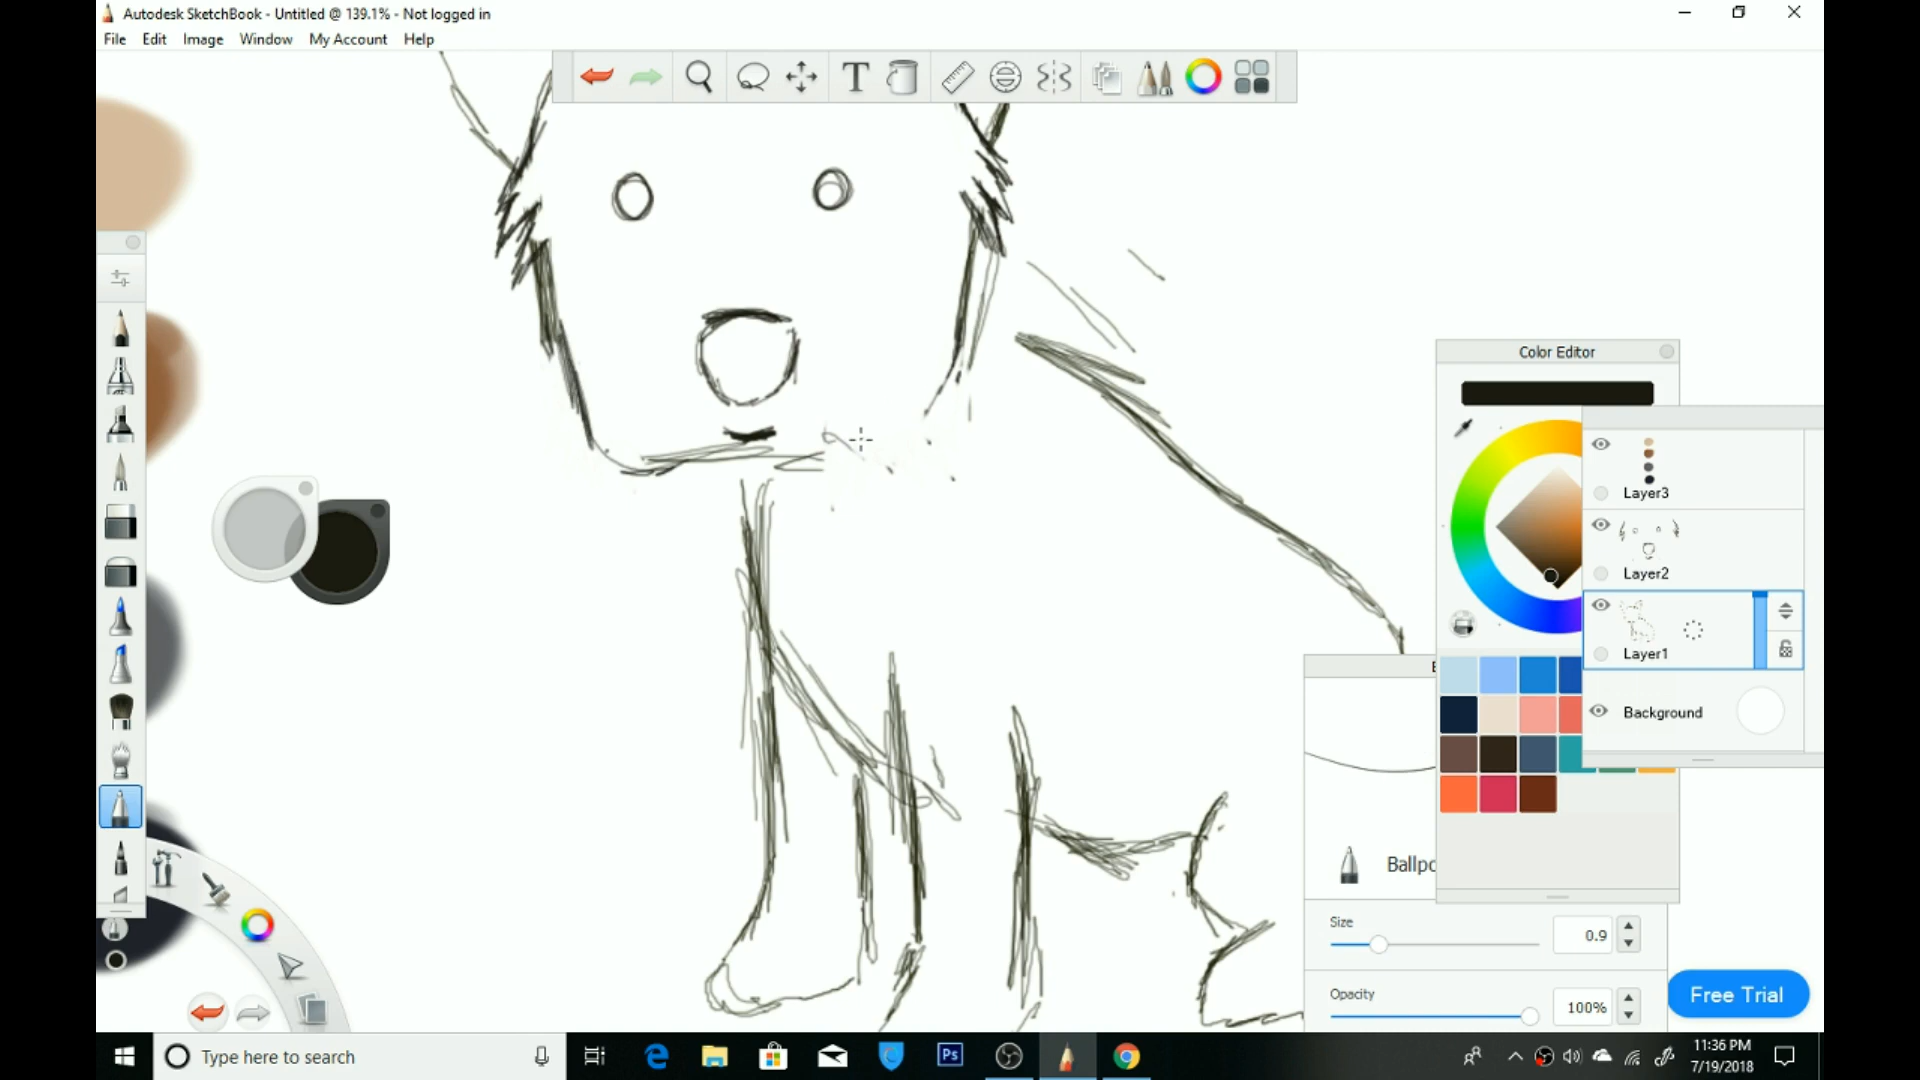 Autodesk SketchBook - Untitled @ 139.1% - Not logged in
File Edit Image Window My Account Help
T
Color Editor
Layer3
Layer2
Layer1
Background
Ballpo
Size 0.9
Opacity 100%
Free Trial
Type here to search
Ps
11:36 PM
7/19/2018